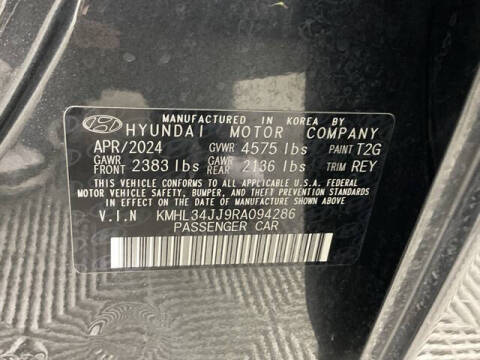 MANUFACTURED IN KOREA BY
HYUNDAI MOTOR COMPANY
APR/2024 GVWR 4575 lbs PAINT T2G
GAWR FRONT 2383 lbs GAWR REAR 2136 lbs TRIM REY
THIS VEHICLE CONFORMS TO ALL APPLICABLE U.S.A. FEDERAL
MOTOR VEHICLE SAFETY, BUMPER, AND THEFT PREVENTION STANDARDS
IN EFFECT ON THE DATE OF MANUFACTURE SHOWN ABOVE.
V.I.N KMHL34JJ9RA094286
PASSENGER CAR